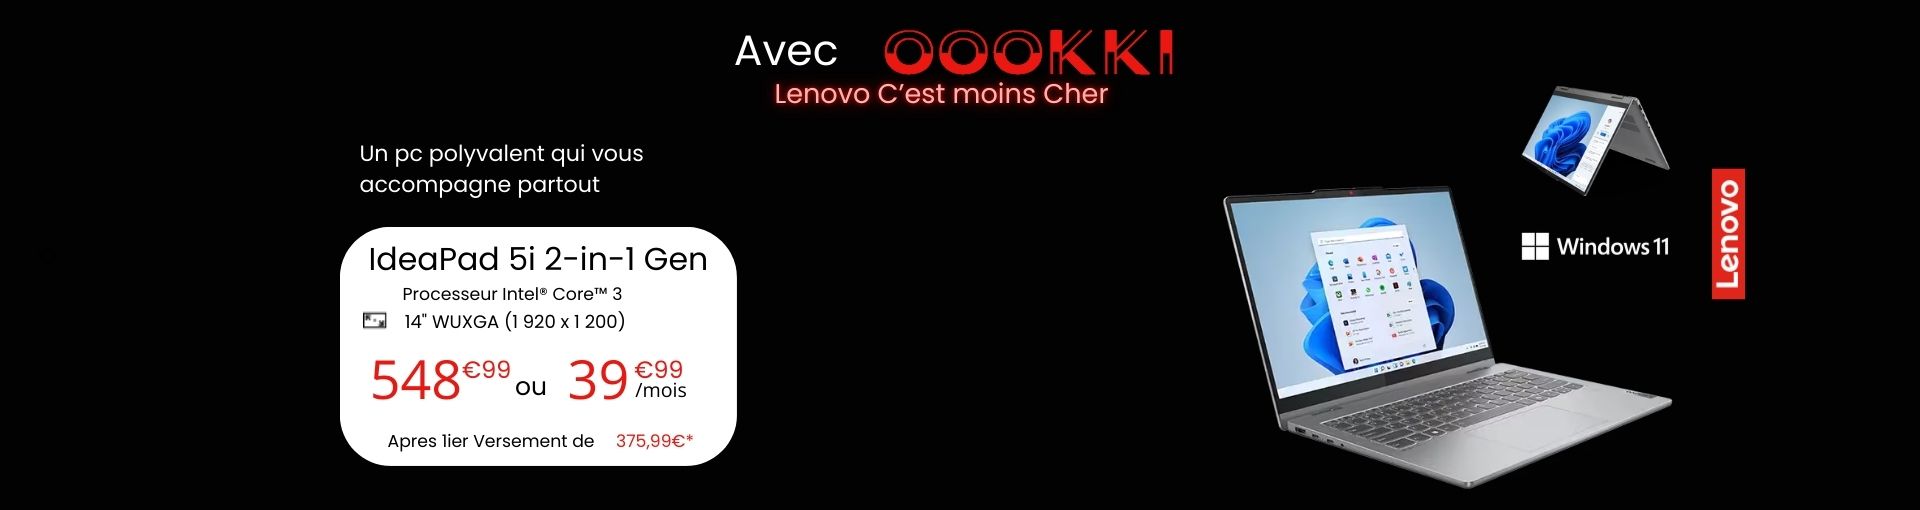 Avec OOOKKI
Lenovo C’est moins Cher
Un pc polyvalent qui vous
accompagne partout
IdeaPad 5i 2-in-1 Gen
Processeur Intel® Core™ 3
14" WUXGA (1 920 x 1 200)
548€99 ou 39€99/mois
Apres 1ier Versement de 375,99€*
Windows 11
Lenovo